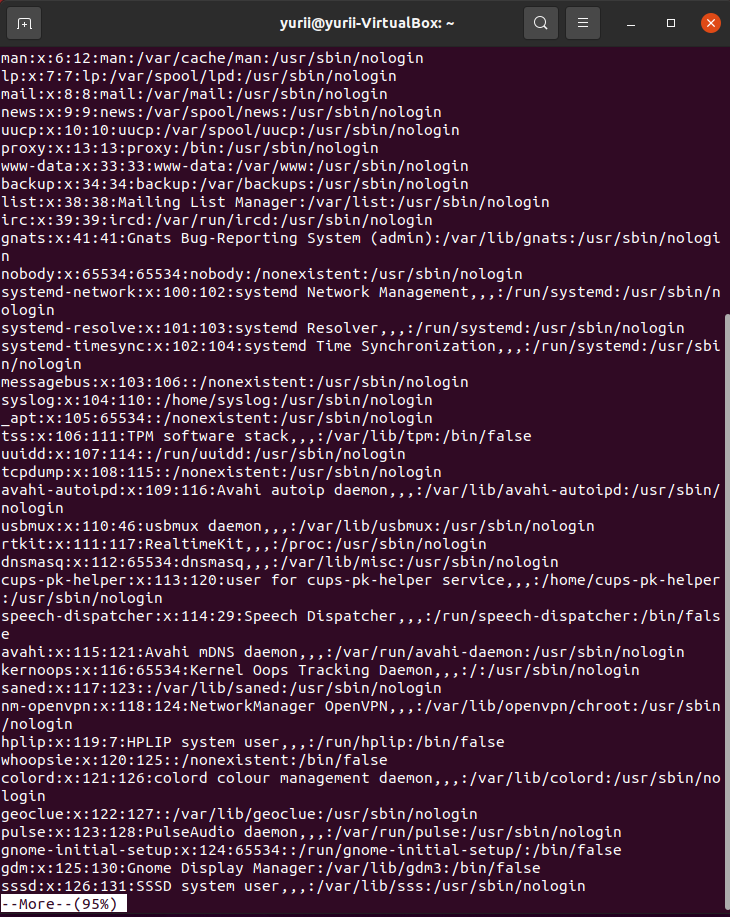 yurii@yurii-VirtualBox: ~
man:x:6:12:man:/var/cache/man:/usr/sbin/nologin
lp:x:7:7:lp:/var/spool/lpd:/usr/sbin/nologin
mail:x:8:8:mail:/var/mail:/usr/sbin/nologin
news:x:9:9:news:/var/spool/news:/usr/sbin/nologin
uucp:x:10:10:uucp:/var/spool/uucp:/usr/sbin/nologin
proxy:x:13:13:proxy:/bin:/usr/sbin/nologin
www-data:x:33:33:www-data:/var/www:/usr/sbin/nologin
backup:x:34:34:backup:/var/backups:/usr/sbin/nologin
list:x:38:38:Mailing List Manager:/var/list:/usr/sbin/nologin
irc:x:39:39:ircd:/var/run/ircd:/usr/sbin/nologin
gnats:x:41:41:Gnats Bug-Reporting System (admin):/var/lib/gnats:/usr/sbin/nologi
n
nobody:x:65534:65534:nobody:/nonexistent:/usr/sbin/nologin
systemd-network:x:100:102:systemd Network Management,,,:/run/systemd:/usr/sbin/n
ologin
systemd-resolve:x:101:103:systemd Resolver,,,:/run/systemd:/usr/sbin/nologin
systemd-timesync:x:102:104:systemd Time Synchronization,,,:/run/systemd:/usr/sbi
n/nologin
messagebus:x:103:106::/nonexistent:/usr/sbin/nologin
syslog:x:104:110::/home/syslog:/usr/sbin/nologin
_apt:x:105:65534::/nonexistent:/usr/sbin/nologin
tss:x:106:111:TPM software stack,,,:/var/lib/tpm:/bin/false
uuidd:x:107:114::/run/uuidd:/usr/sbin/nologin
tcpdump:x:108:115::/nonexistent:/usr/sbin/nologin
avahi-autoipd:x:109:116:Avahi autoip daemon,,,:/var/lib/avahi-autoipd:/usr/sbin/
nologin
usbmux:x:110:46:usbmux daemon,,,:/var/lib/usbmux:/usr/sbin/nologin
rtkit:x:111:117:RealtimeKit,,,:/proc:/usr/sbin/nologin
dnsmasq:x:112:65534:dnsmasq,,,:/var/lib/misc:/usr/sbin/nologin
cups-pk-helper:x:113:120:user for cups-pk-helper service,,,:/home/cups-pk-helper
:/usr/sbin/nologin
speech-dispatcher:x:114:29:Speech Dispatcher,,,:/run/speech-dispatcher:/bin/fals
e
avahi:x:115:121:Avahi mDNS daemon,,,:/var/run/avahi-daemon:/usr/sbin/nologin
kernoops:x:116:65534:Kernel Oops Tracking Daemon,,,:/:/usr/sbin/nologin
saned:x:117:123::/var/lib/saned:/usr/sbin/nologin
nm-openvpn:x:118:124:NetworkManager OpenVPN,,,:/var/lib/openvpn/chroot:/usr/sbin
/nologin
hplip:x:119:7:HPLIP system user,,,:/run/hplip:/bin/false
whoopsie:x:120:125::/nonexistent:/bin/false
colord:x:121:126:colord colour management daemon,,,:/var/lib/colord:/usr/sbin/no
login
geoclue:x:122:127::/var/lib/geoclue:/usr/sbin/nologin
pulse:x:123:128:PulseAudio daemon,,,:/var/run/pulse:/usr/sbin/nologin
gnome-initial-setup:x:124:65534::/run/gnome-initial-setup/:/bin/false
gdm:x:125:130:Gnome Display Manager:/var/lib/gdm3:/bin/false
sssd:x:126:131:SSSD system user,,,:/var/lib/sss:/usr/sbin/nologin
--More--(95%)